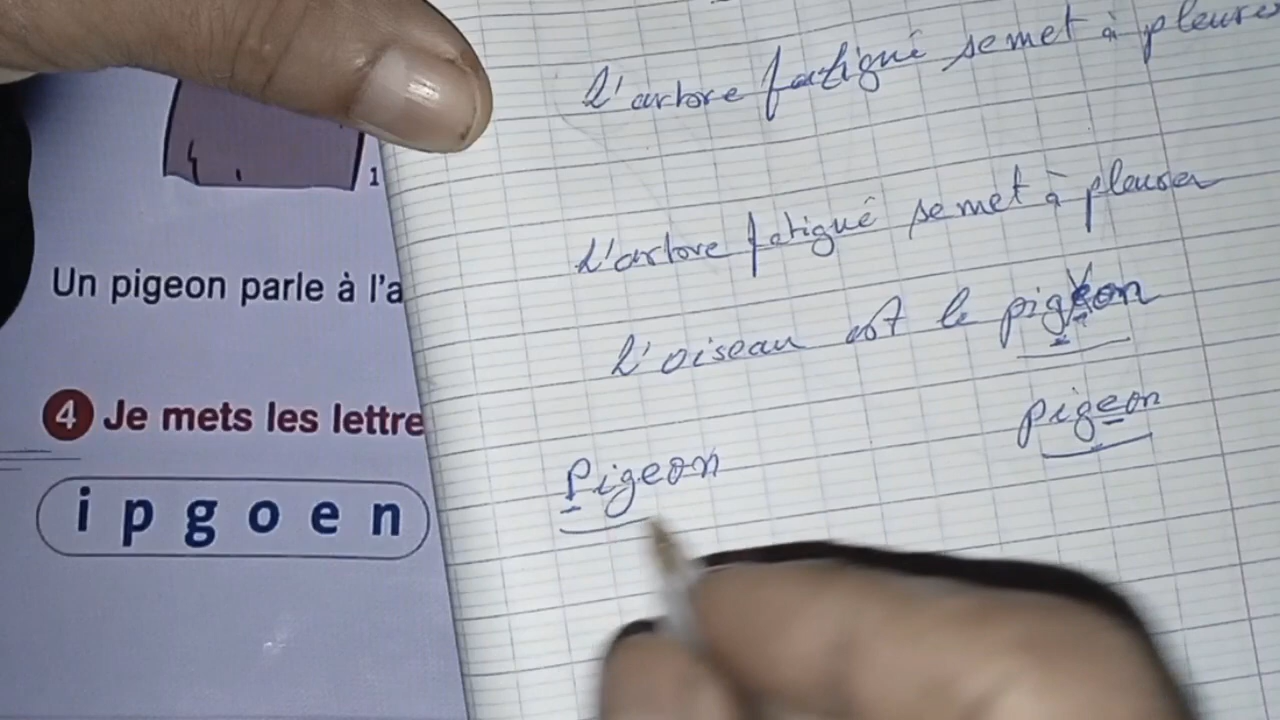 1
Un pigeon parle à l'a
4 Je mets les lettre
i p g o e n
l'arbre fatigué se met à pleurer
L'arbre fatigué se met à pleurer
L'oiseau est le pigeon
pigeon
Pigeon